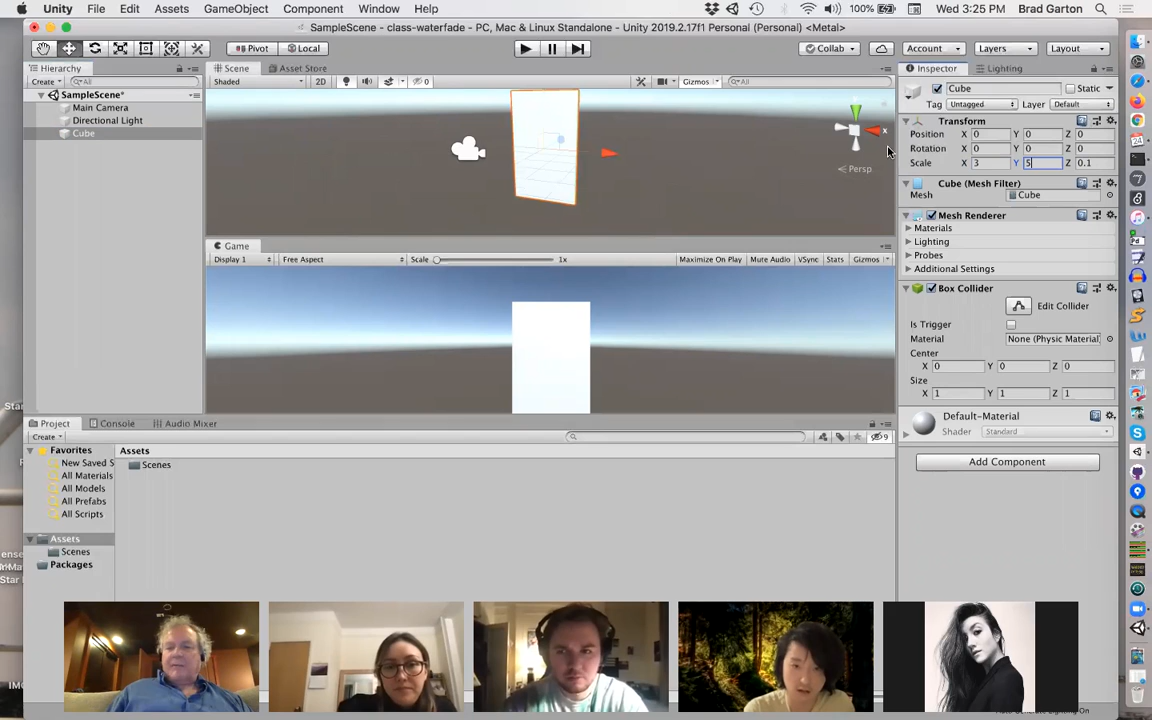 Unity File Edit Assets GameObject Component Window Help 100% Wed 3:25 PM Brad Garton
SampleScene - class-waterfade - PC, Mac & Linux Standalone - Unity 2019.2.17f1 Personal (Personal) <Metal>
Pivot Local Collab Account Layers Layout
Hierarchy Scene Asset Store Inspector Lighting
Create All Shaded 2D 0 Gizmos All
SampleScene*
Main Camera
Directional Light
Cube
x
Persp
Cube Static
Tag Untagged Layer Default
Transform
Position X 0 Y 0 Z 0
Rotation X 0 Y 0 Z 0
Scale X 3 Y 5 Z 0.1
Cube (Mesh Filter)
Mesh Cube
Mesh Renderer
Materials
Lighting
Probes
Additional Settings
Box Collider
Edit Collider
Is Trigger
Material None (Physic Material)
Center
X 0 Y 0 Z 0
Size
X 1 Y 1 Z 1
Default-Material
Shader Standard
Add Component
Game
Display 1 Free Aspect Scale 1x Maximize On Play Mute Audio VSync Stats Gizmos
Project Console Audio Mixer
Create 9
Favorites
New Saved S
All Materials
All Models
All Prefabs
All Scripts
Assets
Scenes
Packages
Assets
Scenes